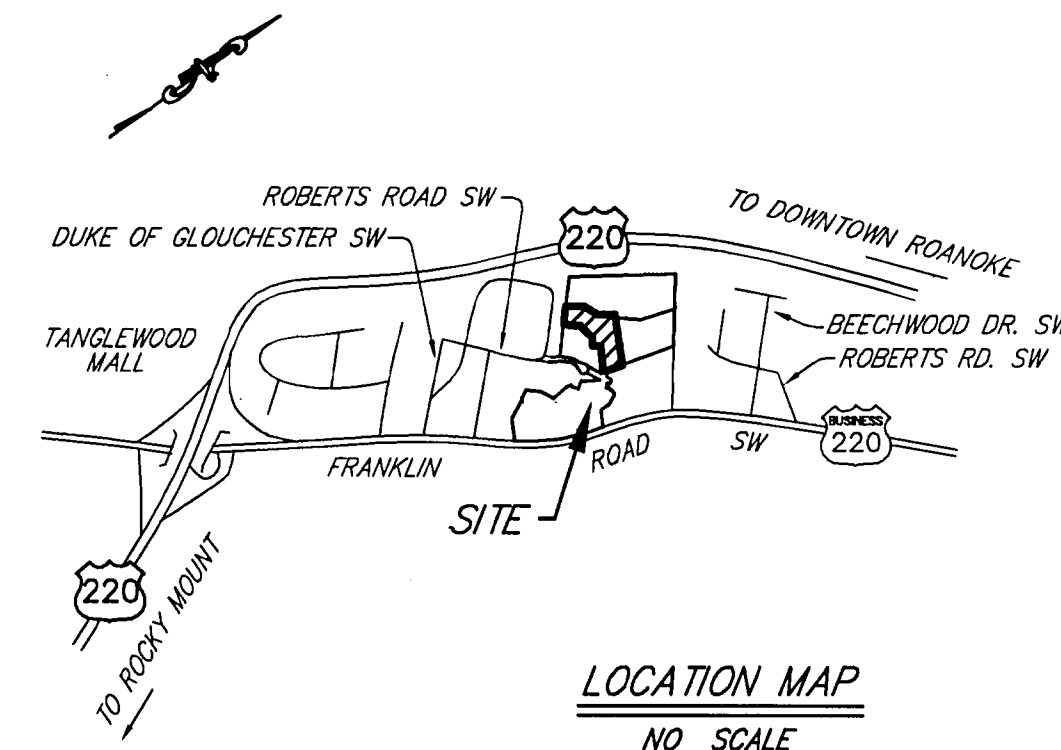 ROBERTS ROAD SW
220
TO DOWNTOWN ROANOKE
DUKE OF GLOUCHESTER SW
TANGLEWOOD
MALL
BEECHWOOD DR. SW
ROBERTS RD. SW
BUSINESS
220
FRANKLIN
ROAD
SW
SITE
220
TO ROCKY MOUNT
LOCATION MAP
NO SCALE